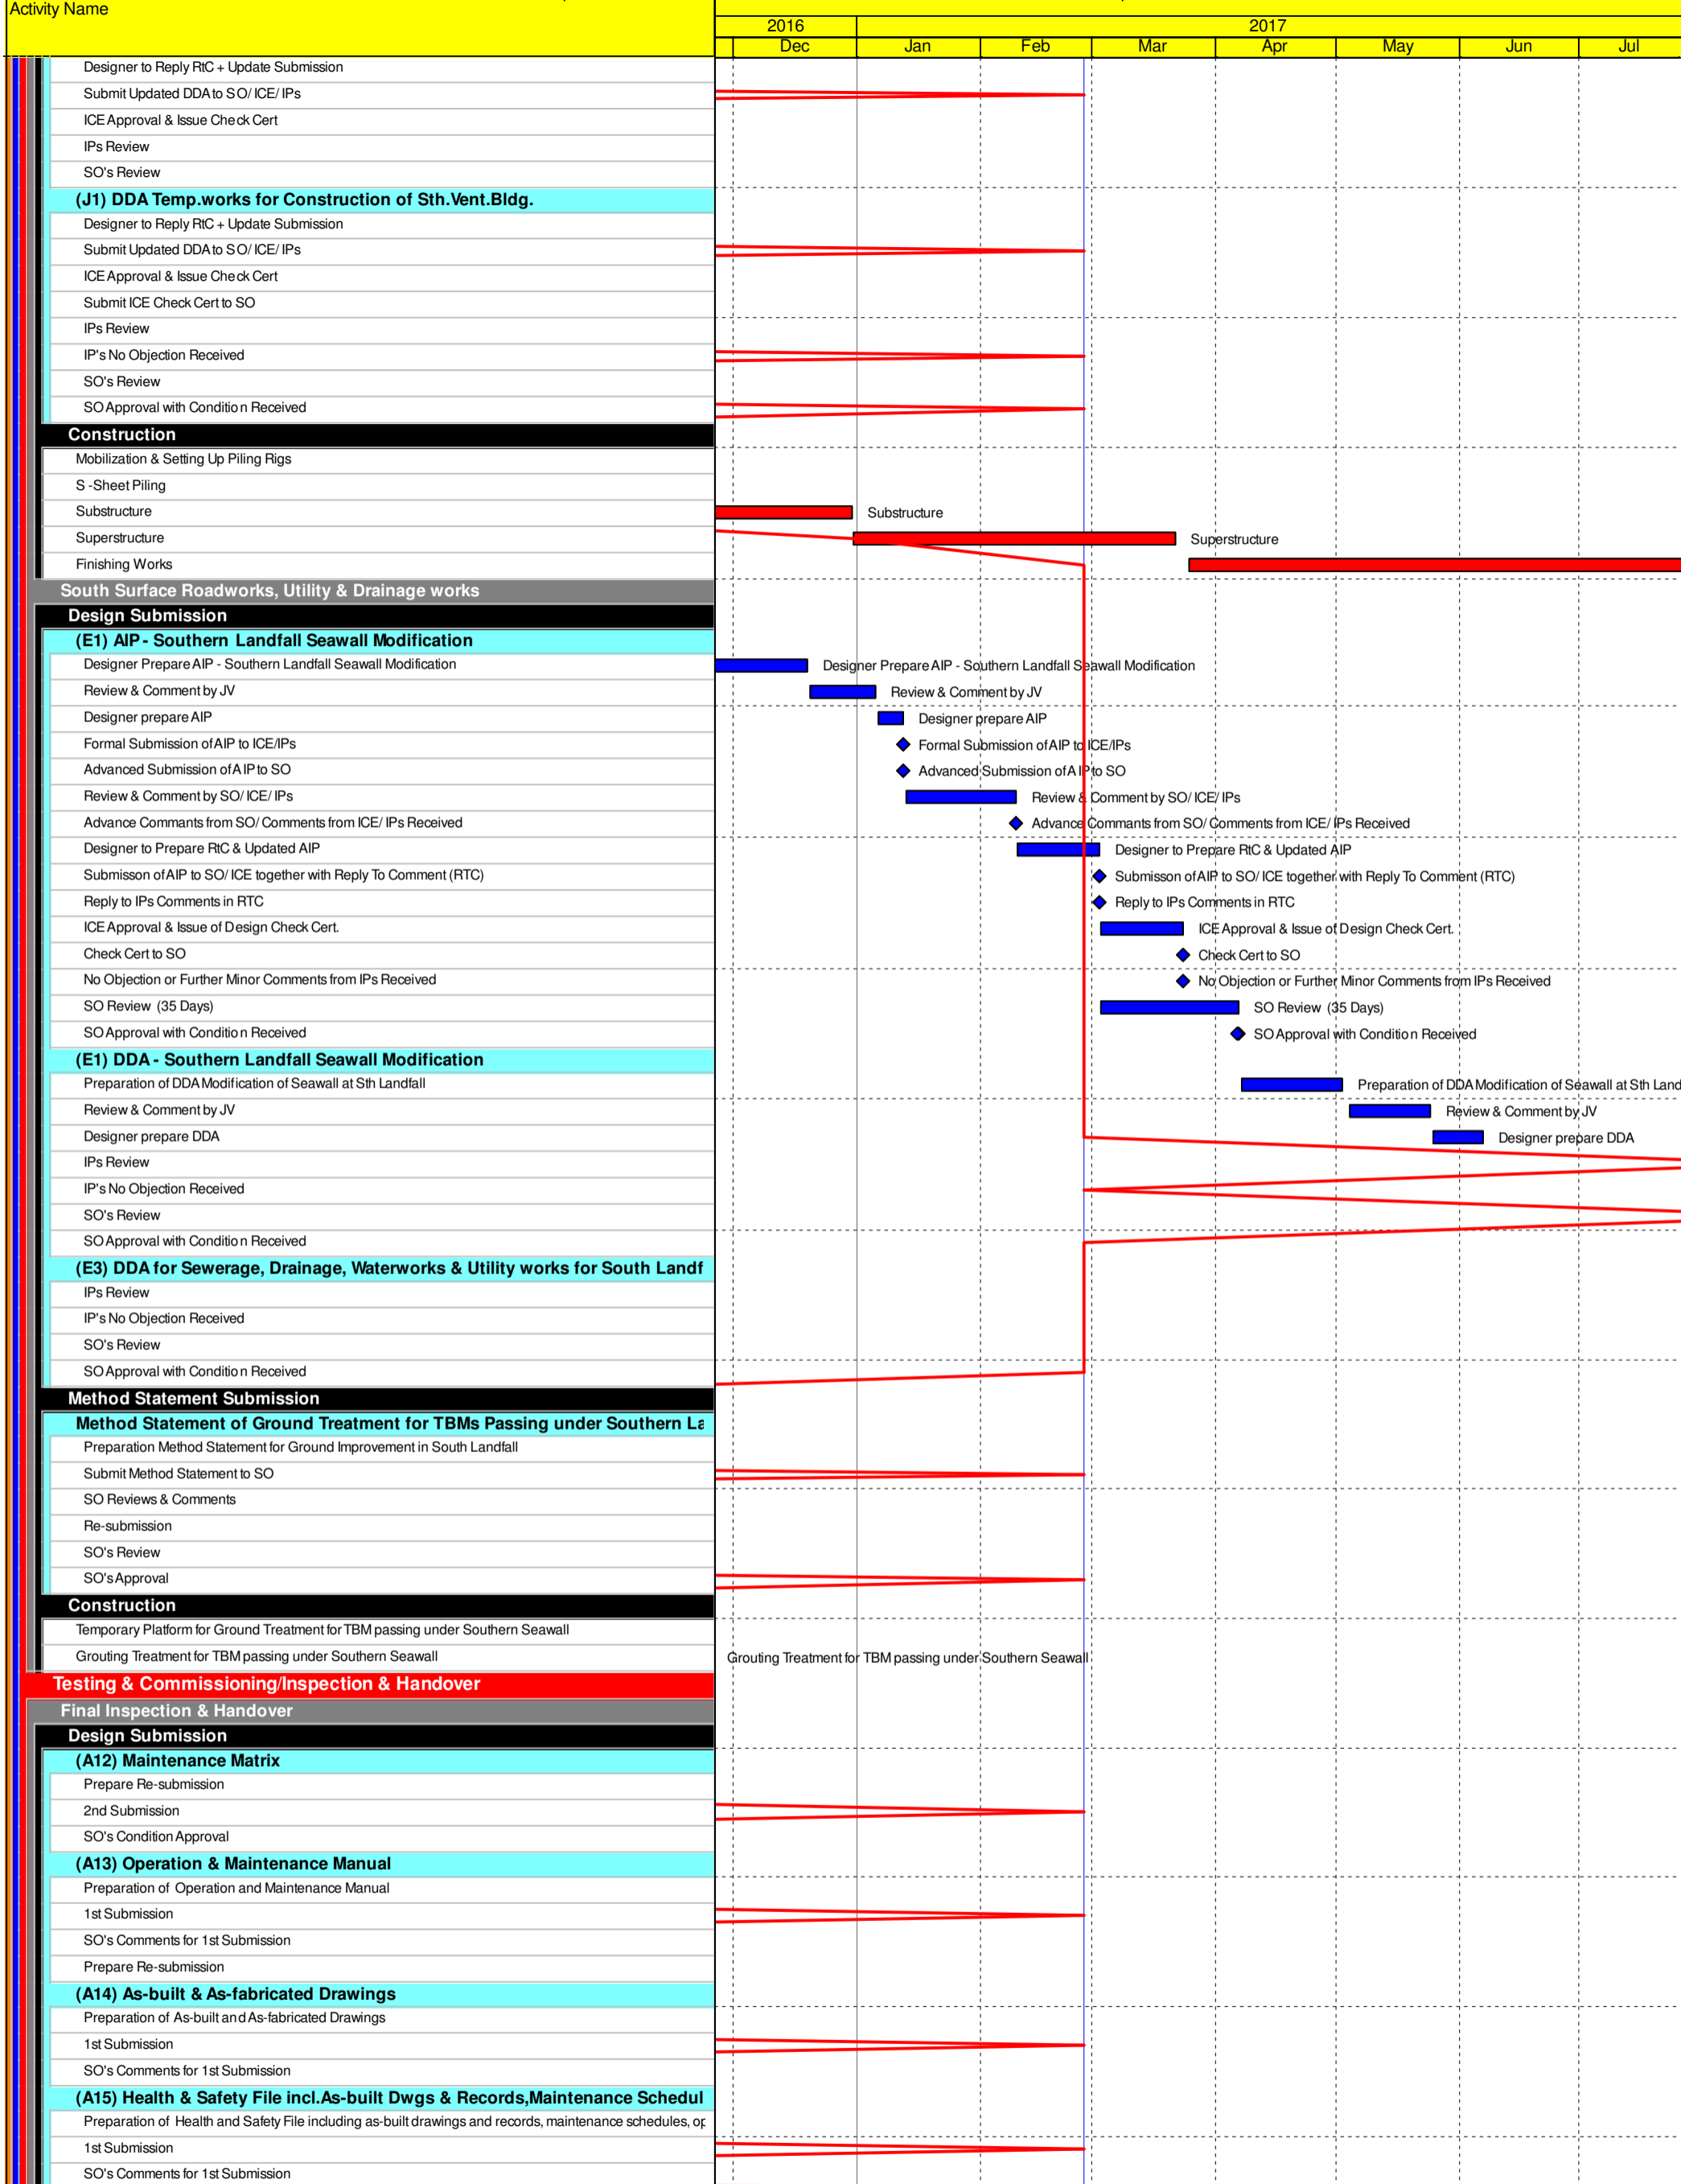 Activity Name
2016 2017
Dec Jan Feb Mar Apr May Jun Jul
Designer to Reply RtC + Update Submission
Submit Updated DDA to SO/ ICE/ IPs
ICE Approval & Issue Check Cert
IPs Review
SO's Review
(J1) DDA Temp.works for Construction of Sth.Vent.Bldg.
Designer to Reply RtC + Update Submission
Submit Updated DDA to SO/ ICE/ IPs
ICE Approval & Issue Check Cert
Submit ICE Check Cert to SO
IPs Review
IP's No Objection Received
SO's Review
SO Approval with Condition Received
Construction
Mobilization & Setting Up Piling Rigs
S -Sheet Piling
Substructure Substructure
Superstructure Superstructure
Finishing Works
South Surface Roadworks, Utility & Drainage works
Design Submission
(E1) AIP - Southern Landfall Seawall Modification
Designer Prepare AIP - Southern Landfall Seawall Modification Designer Prepare AIP - Southern Landfall Seawall Modification
Review & Comment by JV Review & Comment by JV
Designer prepare AIP Designer prepare AIP
Formal Submission of AIP to ICE/IPs Formal Submission of AIP to ICE/IPs
Advanced Submission of AIP to SO Advanced Submission of AIP to SO
Review & Comment by SO/ ICE/ IPs Review & Comment by SO/ ICE/ IPs
Advance Commants from SO/ Comments from ICE/ IPs Received Advance Commants from SO/ Comments from ICE/ IPs Received
Designer to Prepare RtC & Updated AIP Designer to Prepare RtC & Updated AIP
Submisson of AIP to SO/ ICE together with Reply To Comment (RTC) Submisson of AIP to SO/ ICE together with Reply To Comment (RTC)
Reply to IPs Comments in RTC Reply to IPs Comments in RTC
ICE Approval & Issue of Design Check Cert. ICE Approval & Issue of Design Check Cert.
Check Cert to SO Check Cert to SO
No Objection or Further Minor Comments from IPs Received No Objection or Further Minor Comments from IPs Received
SO Review (35 Days) SO Review (35 Days)
SO Approval with Condition Received SO Approval with Condition Received
(E1) DDA - Southern Landfall Seawall Modification
Preparation of DDA Modification of Seawall at Sth Landfall Preparation of DDA Modification of Seawall at Sth Land
Review & Comment by JV Review & Comment by JV
Designer prepare DDA Designer prepare DDA
IPs Review
IP's No Objection Received
SO's Review
SO Approval with Condition Received
(E3) DDA for Sewerage, Drainage, Waterworks & Utility works for South Landf
IPs Review
IP's No Objection Received
SO's Review
SO Approval with Condition Received
Method Statement Submission
Method Statement of Ground Treatment for TBMs Passing under Southern La
Preparation Method Statement for Ground Improvement in South Landfall
Submit Method Statement to SO
SO Reviews & Comments
Re-submission
SO's Review
SO's Approval
Construction
Temporary Platform for Ground Treatment for TBM passing under Southern Seawall
Grouting Treatment for TBM passing under Southern Seawall Grouting Treatment for TBM passing under Southern Seawall
Testing & Commissioning/Inspection & Handover
Final Inspection & Handover
Design Submission
(A12) Maintenance Matrix
Prepare Re-submission
2nd Submission
SO's Condition Approval
(A13) Operation & Maintenance Manual
Preparation of Operation and Maintenance Manual
1st Submission
SO's Comments for 1st Submission
Prepare Re-submission
(A14) As-built & As-fabricated Drawings
Preparation of As-built and As-fabricated Drawings
1st Submission
SO's Comments for 1st Submission
(A15) Health & Safety File incl.As-built Dwgs & Records,Maintenance Schedul
Preparation of Health and Safety File including as-built drawings and records, maintenance schedules, op
1st Submission
SO's Comments for 1st Submission